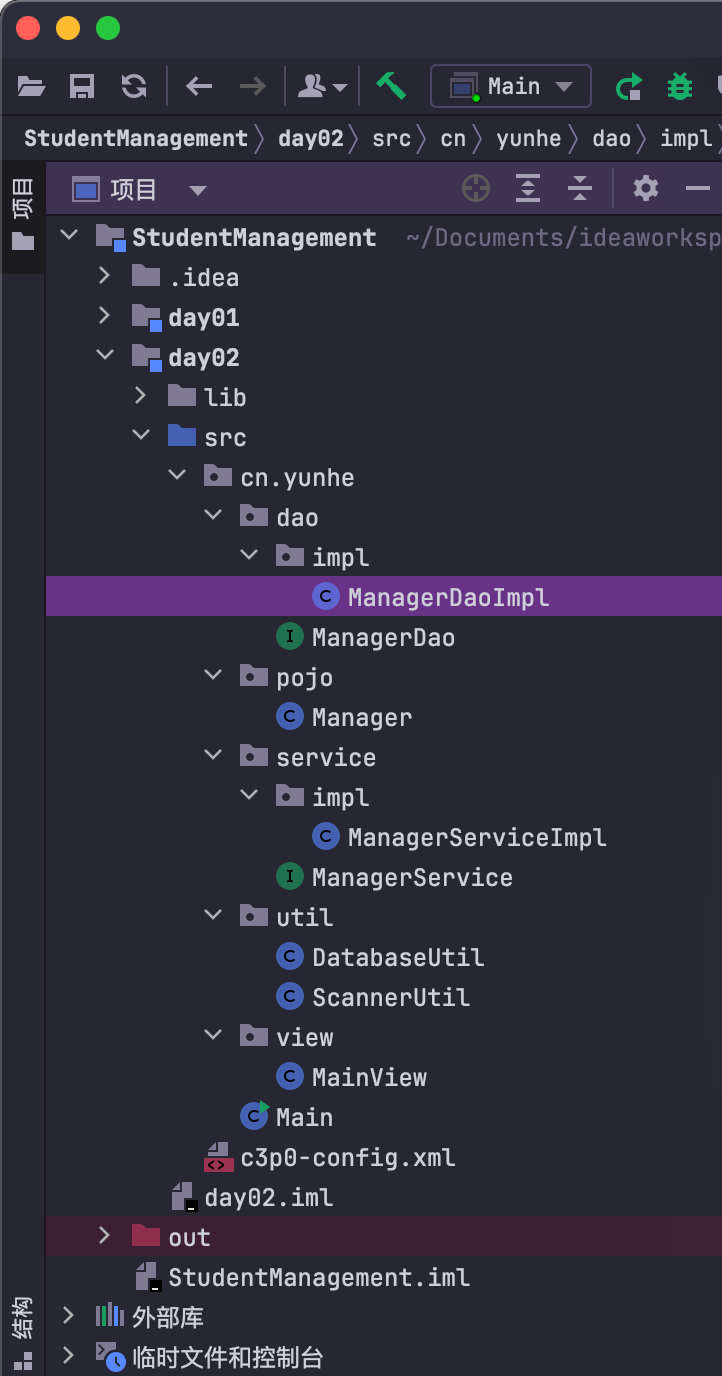 Main
StudentManagement day02 src cn yunhe dao impl
项目
项目
StudentManagement ~/Documents/ideaworksp
.idea
day01
day02
lib
src
cn.yunhe
dao
impl
C ManagerDaoImpl
I ManagerDao
pojo
C Manager
service
impl
C ManagerServiceImpl
I ManagerService
util
C DatabaseUtil
C ScannerUtil
view
C MainView
C Main
<> c3p0-config.xml
day02.iml
out
StudentManagement.iml
结构
外部库
临时文件和控制台